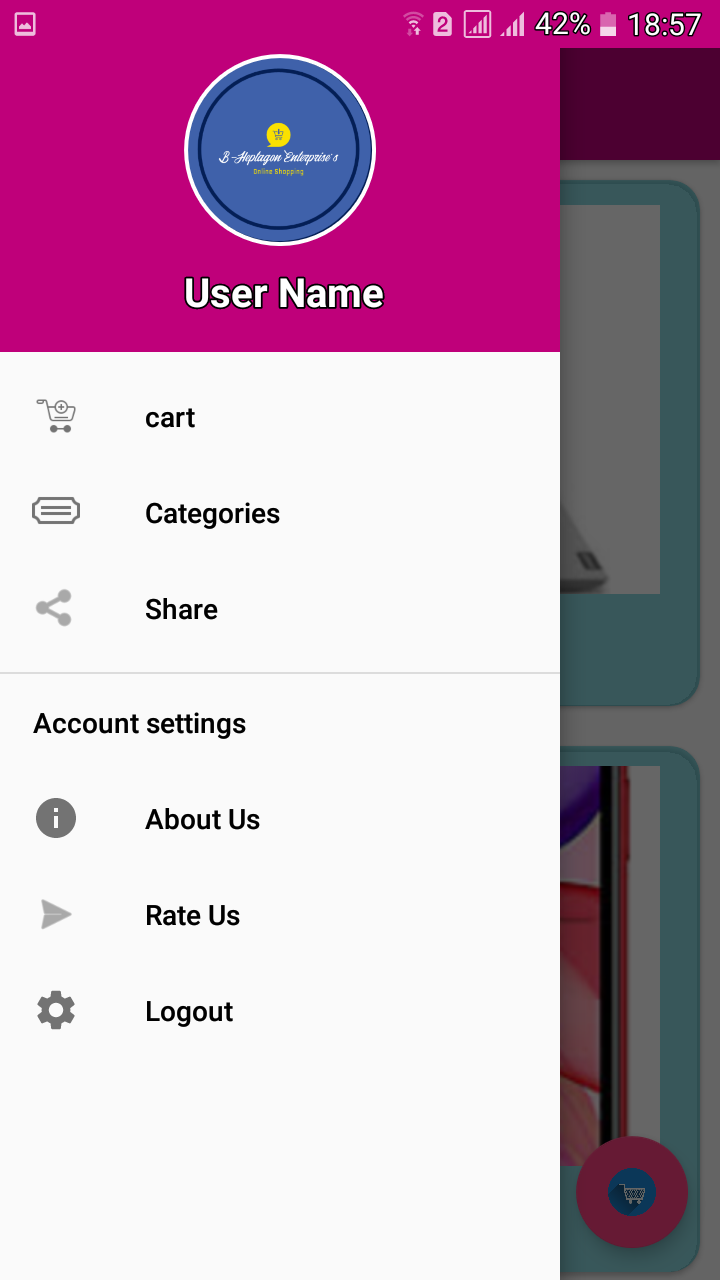 2 42% 18:57
B-Heptagon Enterprise's
Online Shopping
User Name
cart
Categories
Share
Account settings
About Us
Rate Us
Logout